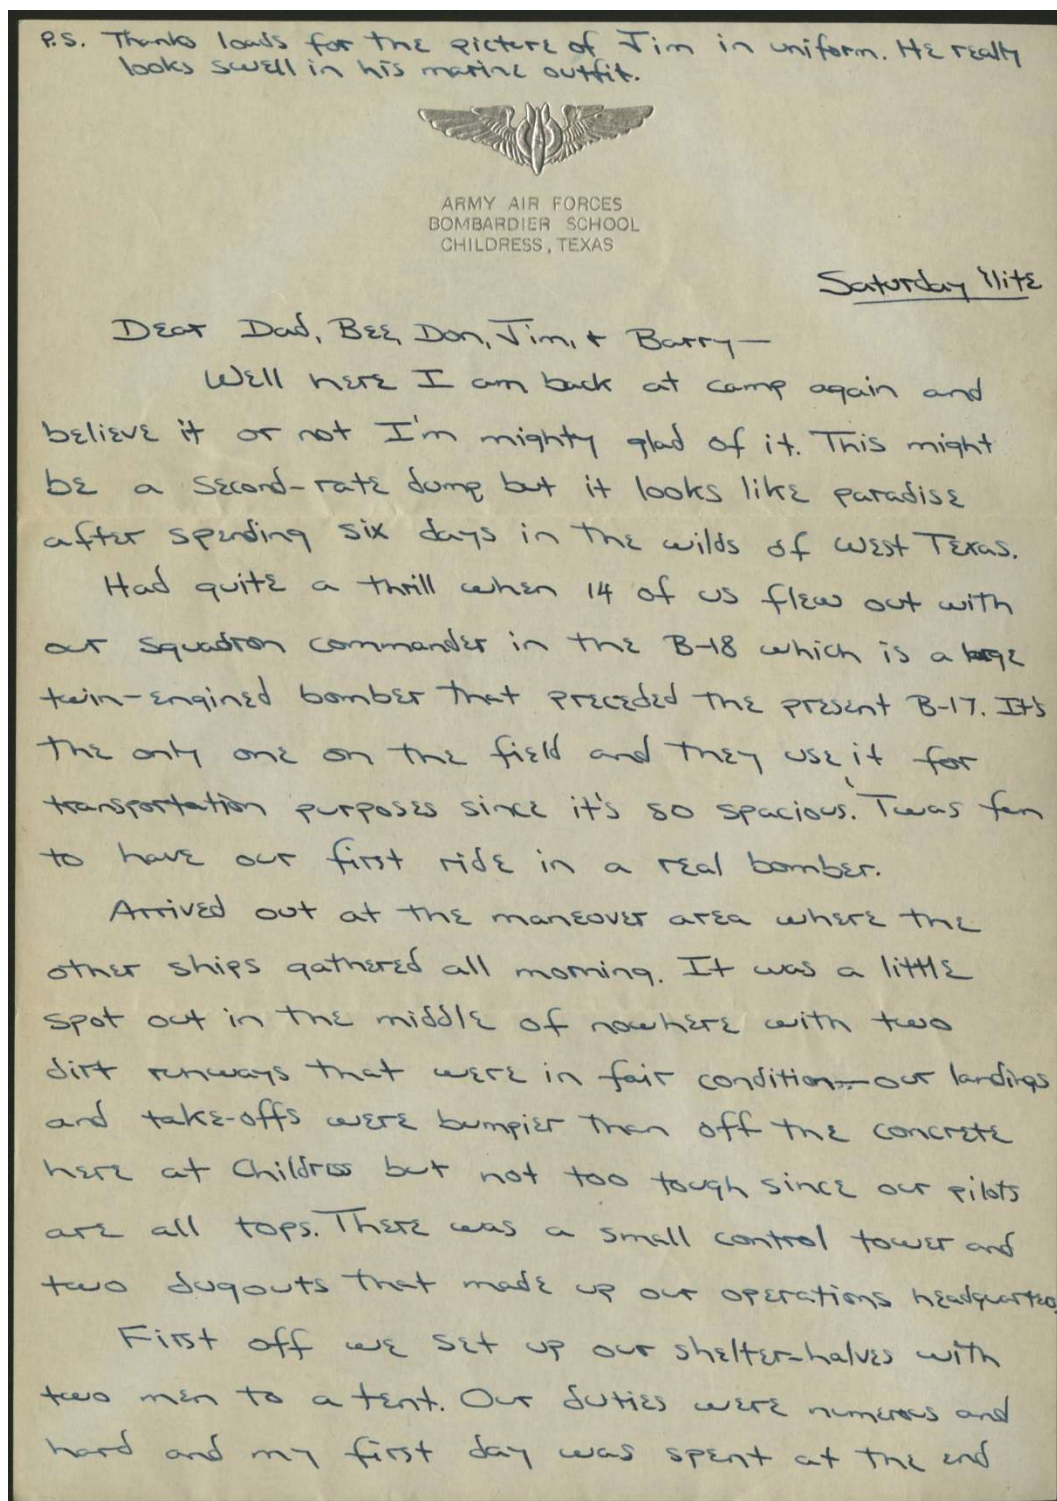 P.S. Thanks loads for the picture of Jim in uniform. He really
looks swell in his marine outfit.
ARMY AIR FORCES
BOMBARDIER SCHOOL
CHILDRESS, TEXAS
Saturday Nite
Dear Dad, Bee, Don, Jim, + Barry—
Well here I am back at camp again and
believe it or not I'm mighty glad of it. This might
be a second-rate dump but it looks like paradise
after spending six days in the wilds of West Texas.
Had quite a thrill when 14 of us flew out with
our squadron commander in the B-18 which is a large
twin-engined bomber that preceded the present B-17. It's
the only one on the field and they use it for
transportation purposes since it's so spacious. 'Twas fun
to have our first ride in a real bomber.
Arrived out at the maneover area where the
other ships gathered all morning. It was a little
spot out in the middle of nowhere with two
dirt runways that were in fair condition—our landings
and take-offs were bumpier than off the concrete
here at Childress but not too tough since our pilots
are all tops. There was a small control tower and
two dugouts that made up our operations headquarters.
First off we set up our shelter-halves with
two men to a tent. Our duties were numerous and
hard and my first day was spent at the end